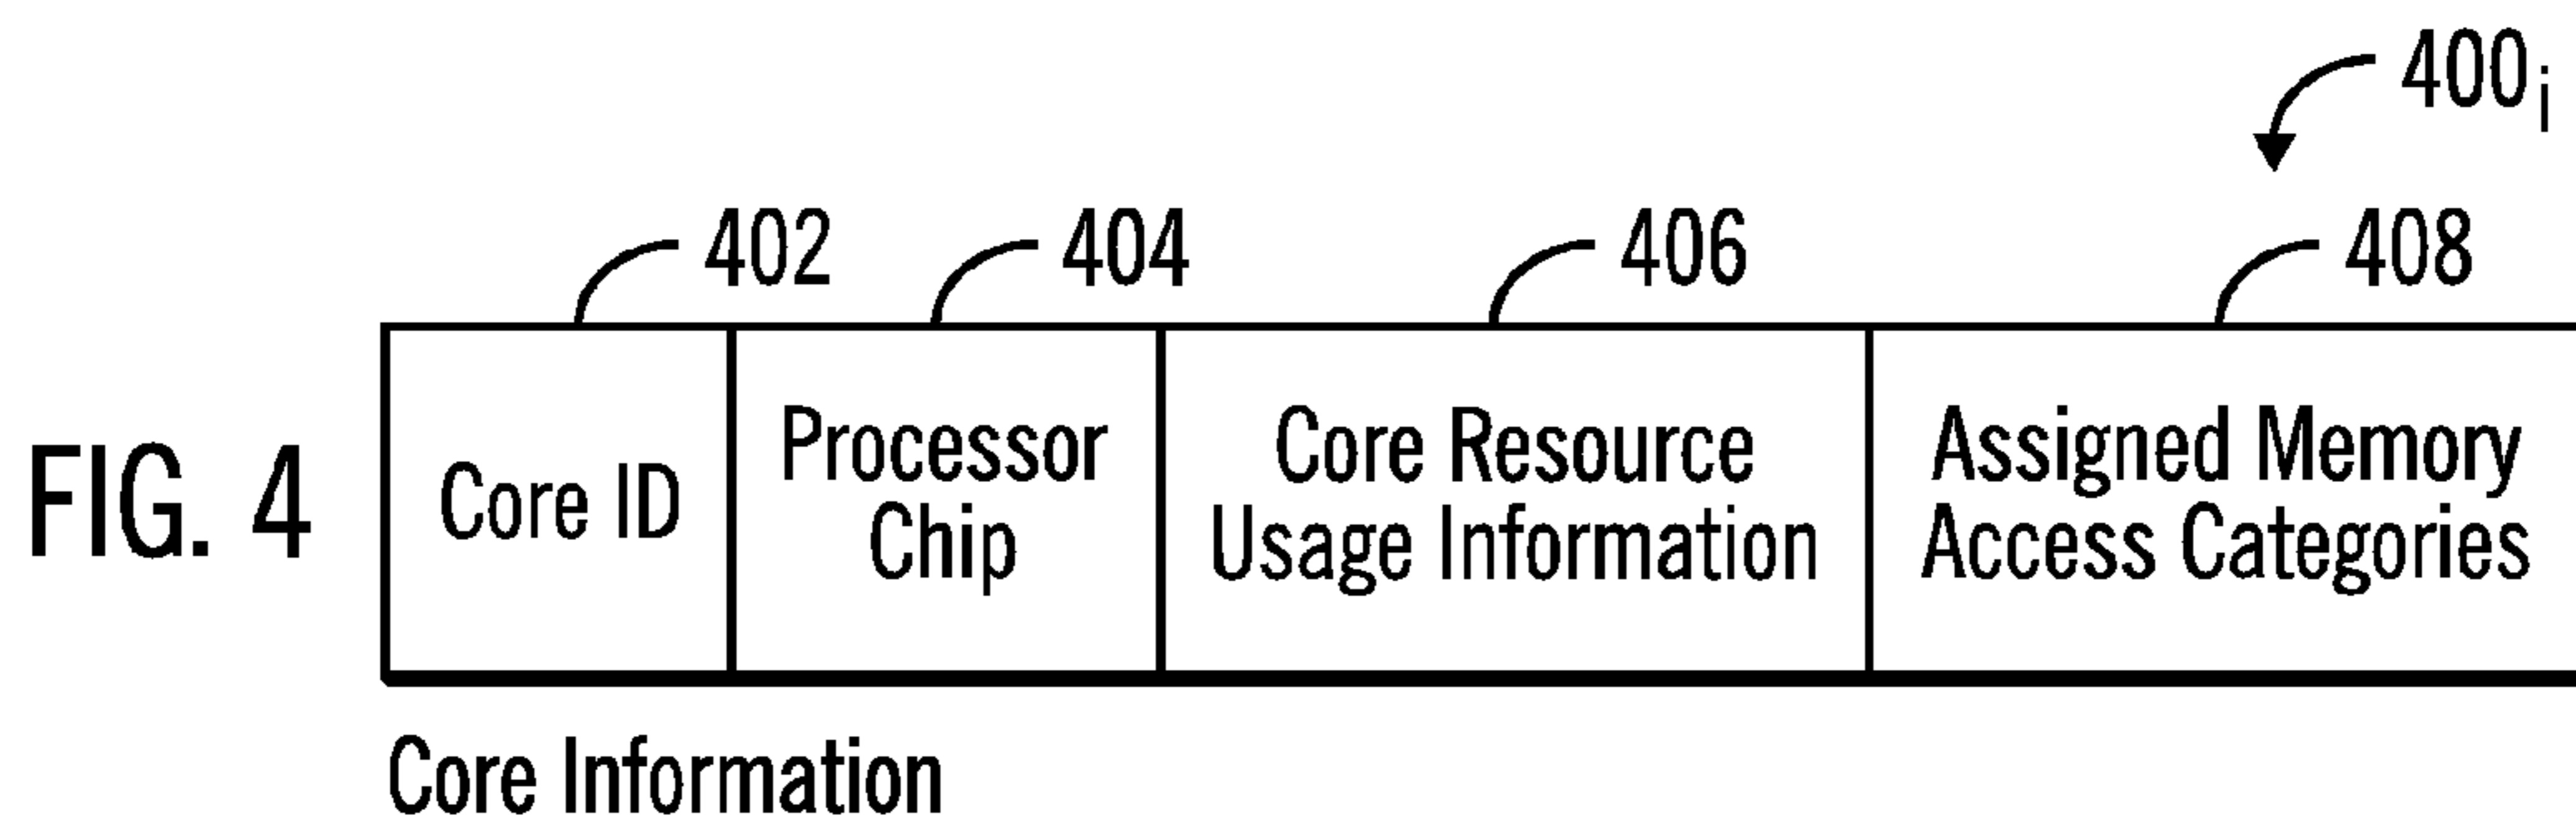 400i
402
404
406
408
FIG. 4
Core ID
Processor
Chip
Core Resource
Usage Information
Assigned Memory
Access Categories
Core Information